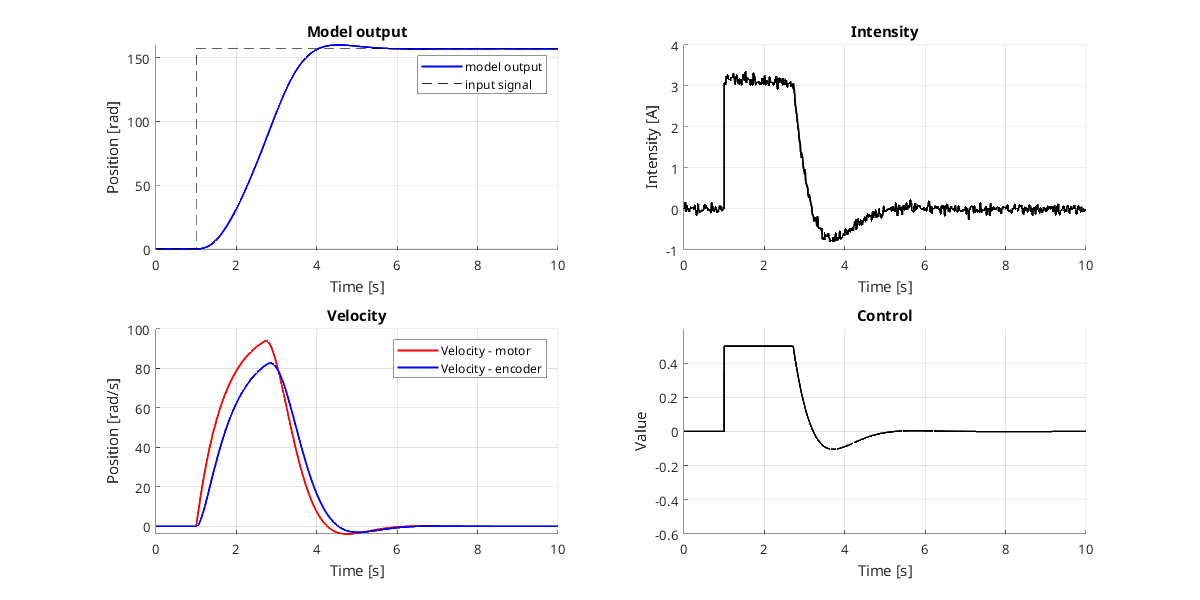 Model output
150
100
50
0
Position [rad]
model output
input signal
0 2 4 6 8 10
Time [s]
Intensity
4
3
2
1
0
-1
Intensity [A]
0 2 4 6 8 10
Time [s]
Velocity
100
80
60
40
20
0
Position [rad/s]
Velocity - motor
Velocity - encoder
0 2 4 6 8 10
Time [s]
Control
0.4
0.2
0
-0.2
-0.4
-0.6
Value
0 2 4 6 8 10
Time [s]